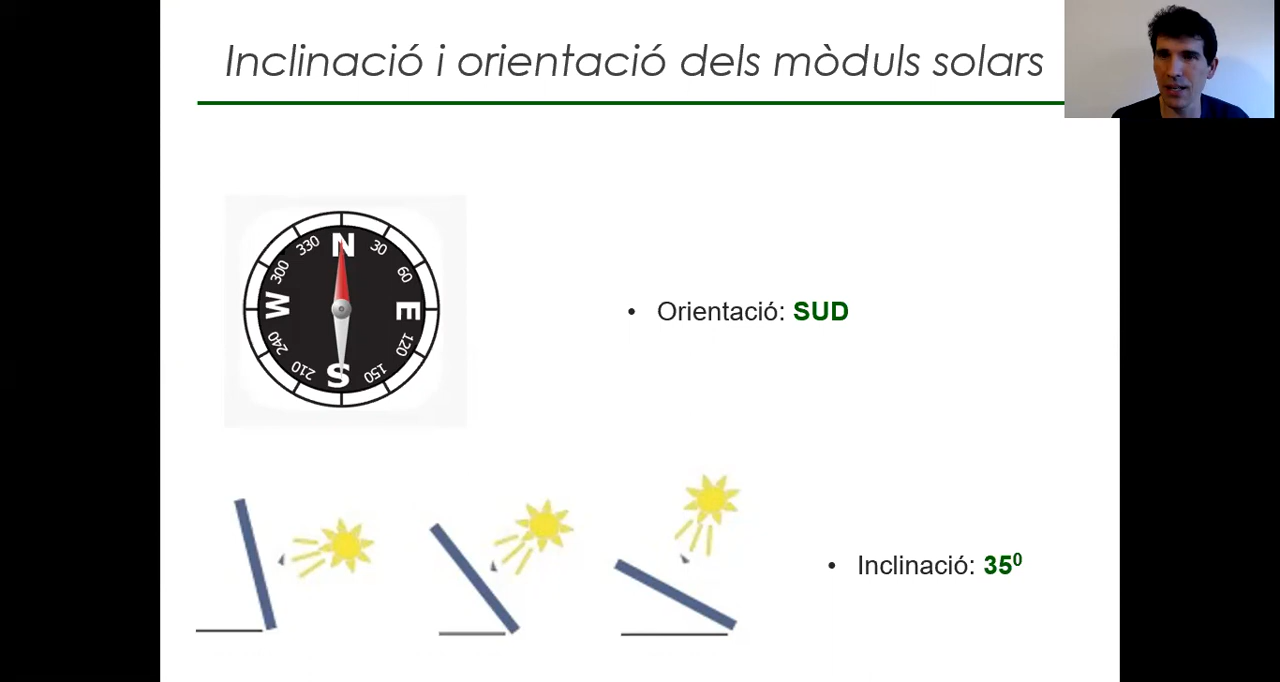 Inclinació i orientació dels mòduls solars
N
330
30
300
60
W
E
240
120
210
150
S
• Orientació: SUD
• Inclinació: 35⁰